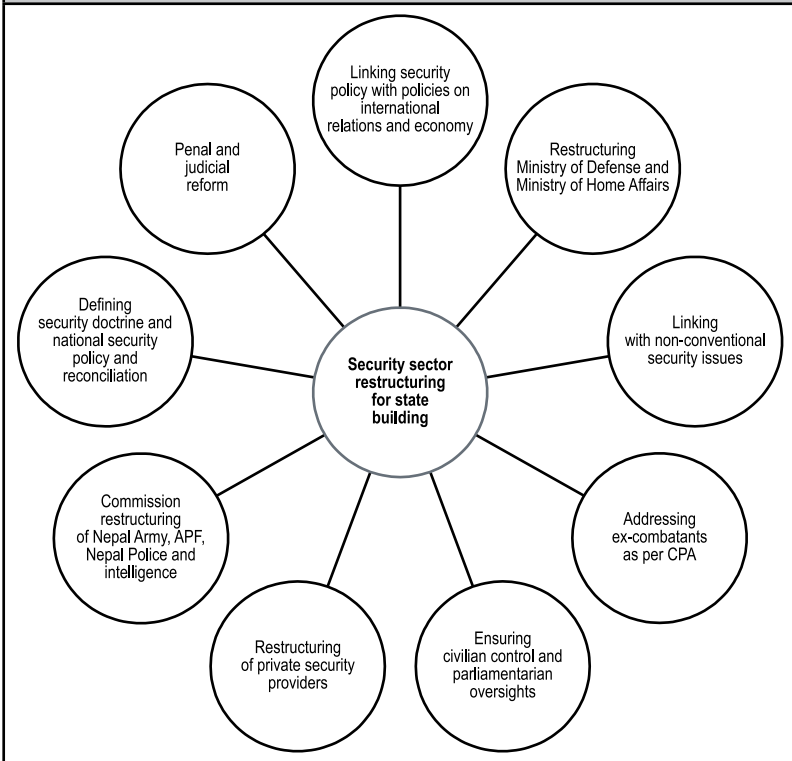 Linking security
policy with policies on
international
relations and economy
Penal and
judicial
reform
Restructuring
Ministry of Defense and
Ministry of Home Affairs
Defining
security doctrine and
national security
policy and
reconciliation
Linking
with non-conventional
security issues
Security sector
restructuring
for state
building
Commission
restructuring
of Nepal Army, APF,
Nepal Police and
intelligence
Addressing
ex-combatants
as per CPA
Restructuring
of private security
providers
Ensuring
civilian control and
parliamentarian
oversights